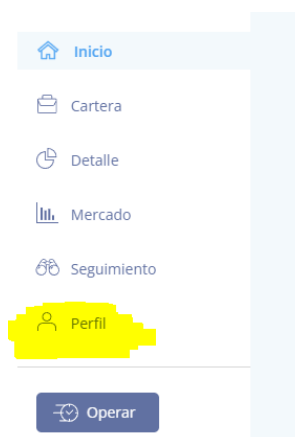 Inicio
Cartera
Detalle
Mercado
Seguimiento
Perfil
Operar